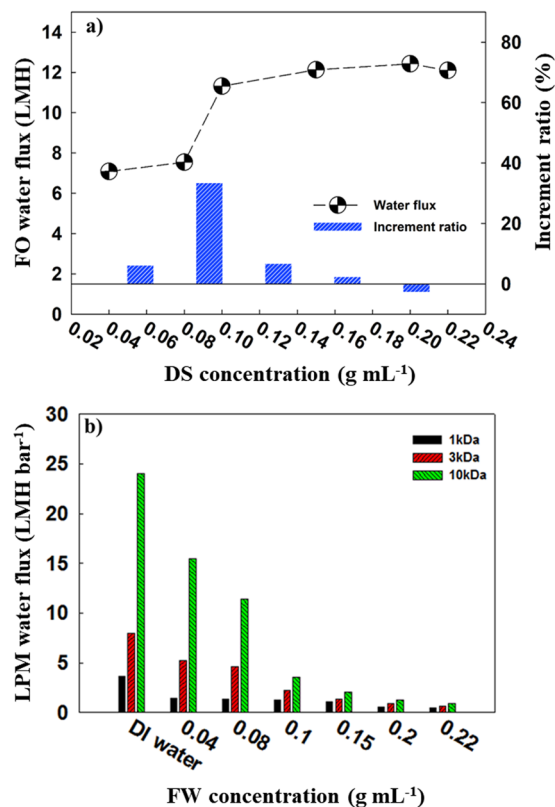 a)
FO water flux (LMH)
14
12
10
8
6
4
2
0
80
60
40
20
0
Increment ratio (%)
Water flux
Increment ratio
0.02 0.04 0.06 0.08 0.10 0.12 0.14 0.16 0.18 0.20 0.22 0.24
DS concentration (g mL⁻¹)
b)
LPM water flux (LMH bar⁻¹)
30
25
20
15
10
5
0
1kDa
3kDa
10kDa
DI water 0.04 0.08 0.1 0.15 0.2 0.22
FW concentration (g mL⁻¹)